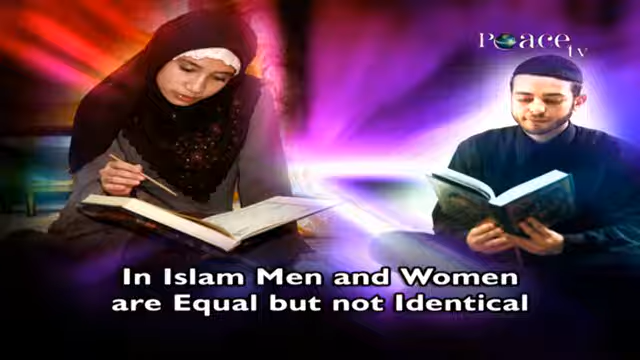 Peace tv
In Islam Men and Women
are Equal but not Identical